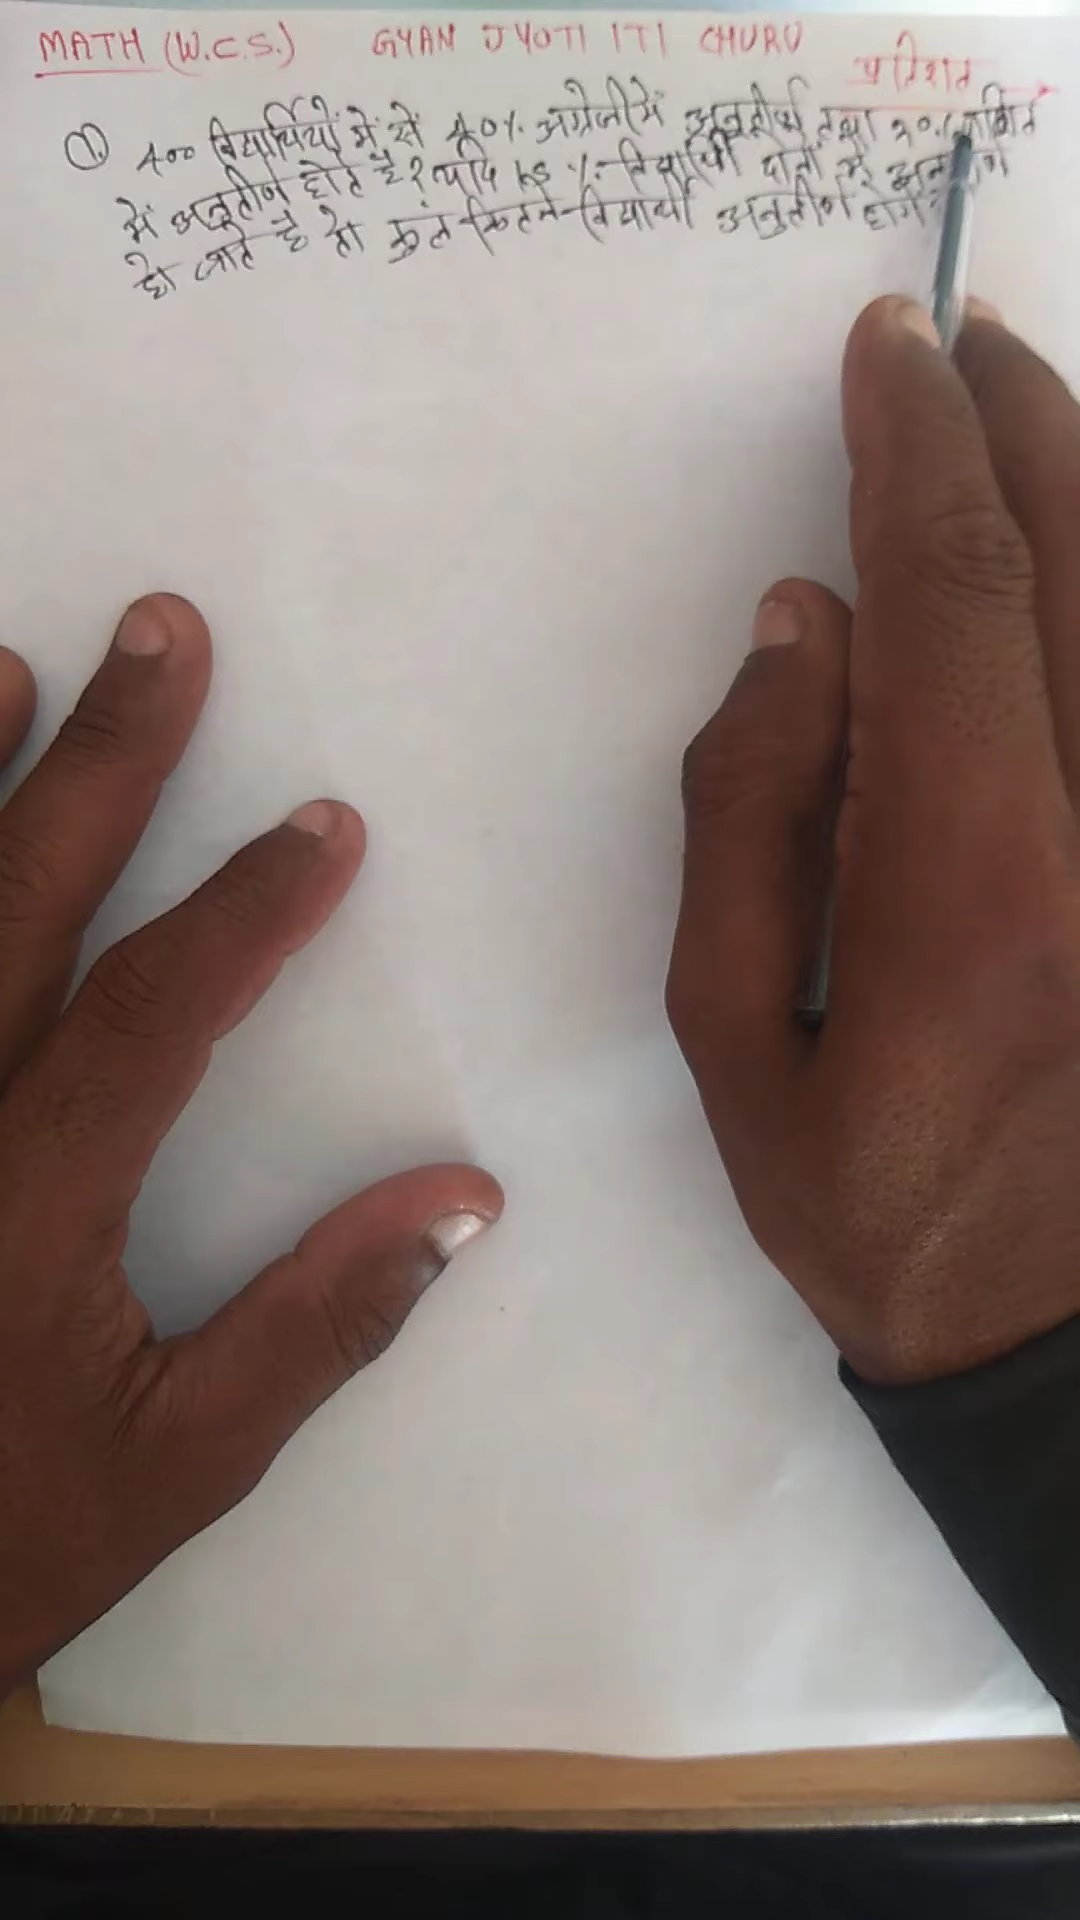 MATH (W.C.S.) GYAN JYOTI ITI CHURU
प्रतिशत
① 400 विद्यार्थियों में से 40% अंग्रेजी में अनुतीर्ण तथा 20% गणित
में अनुतीर्ण होते है? यदि 15 % विद्यार्थी दोनों में अनुतीर्ण
हो जाते है तो कुल कितने विद्यार्थी अनुतीर्ण होगे